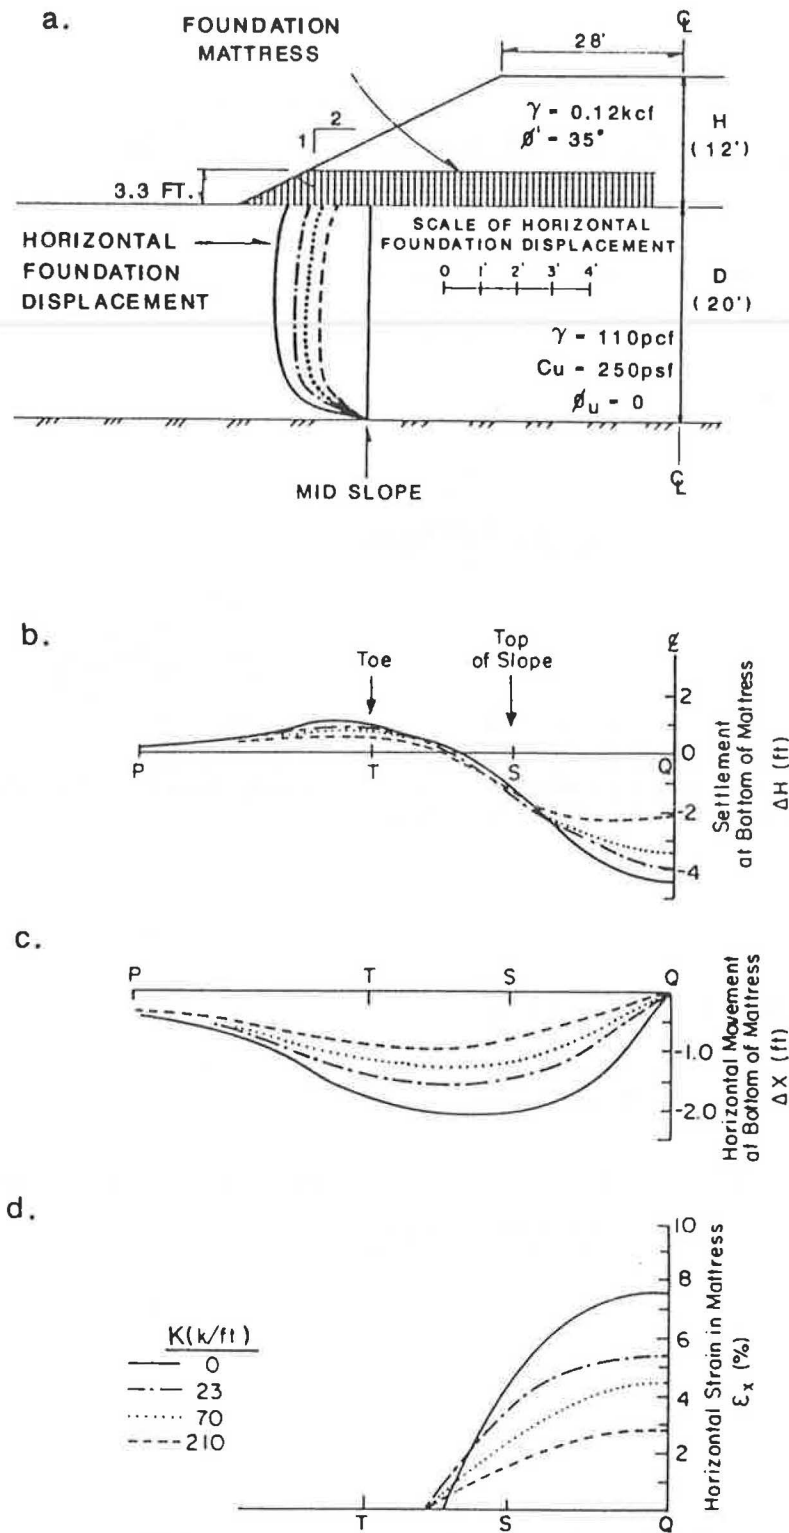 a.
FOUNDATION
MATTRESS
℄
28'
2
1
γ - 0.12kcf
ø' - 35°
H
(12')
3.3 FT.
HORIZONTAL
FOUNDATION
DISPLACEMENT
SCALE OF HORIZONTAL
FOUNDATION DISPLACEMENT
0 1' 2' 3' 4'
D
(20')
γ - 110pcf
Cu - 250psf
øu - 0
MID SLOPE
℄
b.
Toe
Top
of Slope
℄
2
0
-2
-4
P T S Q
Settlement
at Bottom of Mattress
ΔH (ft)
c.
P T S Q
-1.0
-2.0
Horizontal Movement
at Bottom of Mattress
ΔX (ft)
d.
10
8
6
4
2
Horizontal Strain in Mattress
εx (%)
K(k/ft)
0
23
70
210
T S Q